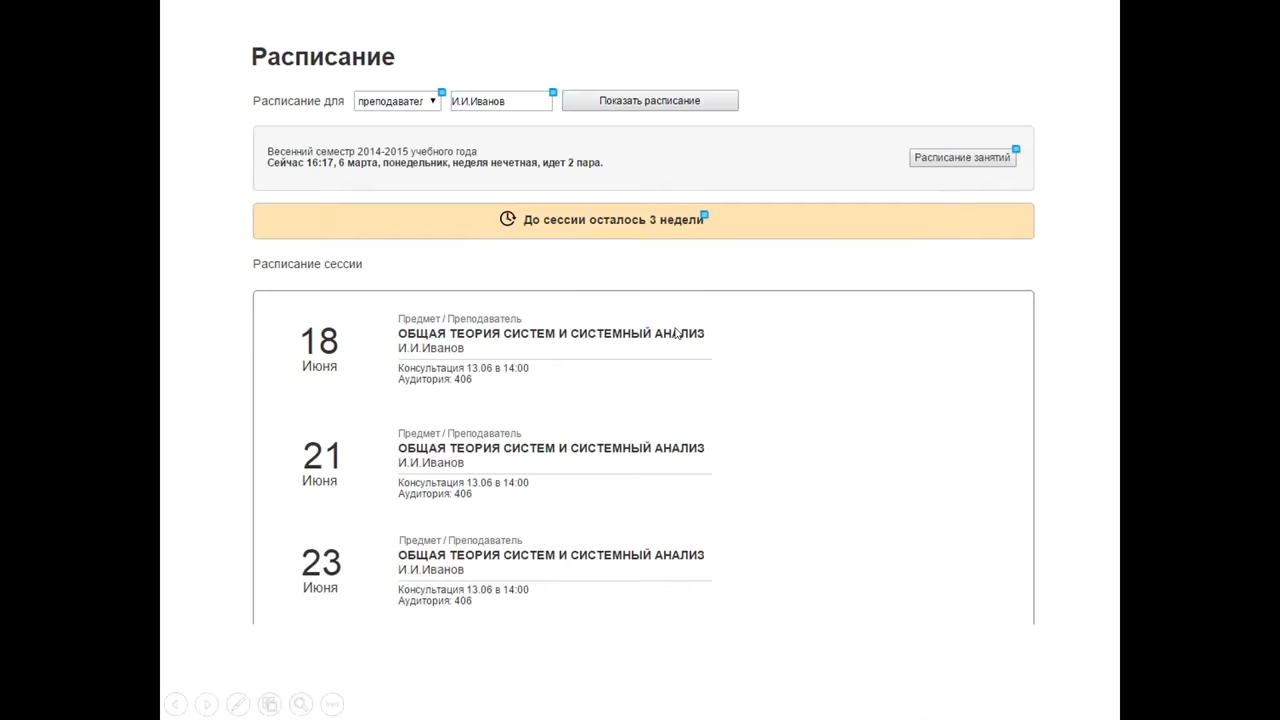 Расписание
Расписание для преподавател И.И.Иванов Показать расписание
Весенний семестр 2014-2015 учебного года
Сейчас 16:17, 6 марта, понедельник, неделя нечетная, идет 2 пара.
Расписание занятий
До сессии осталось 3 недели
Расписание сессии
18
Июня
Предмет / Преподаватель
ОБЩАЯ ТЕОРИЯ СИСТЕМ И СИСТЕМНЫЙ АНАЛИЗ
И.И.Иванов
Консультация 13.06 в 14:00
Аудитория: 406
21
Июня
Предмет / Преподаватель
ОБЩАЯ ТЕОРИЯ СИСТЕМ И СИСТЕМНЫЙ АНАЛИЗ
И.И.Иванов
Консультация 13.06 в 14:00
Аудитория: 406
23
Июня
Предмет / Преподаватель
ОБЩАЯ ТЕОРИЯ СИСТЕМ И СИСТЕМНЫЙ АНАЛИЗ
И.И.Иванов
Консультация 13.06 в 14:00
Аудитория: 406